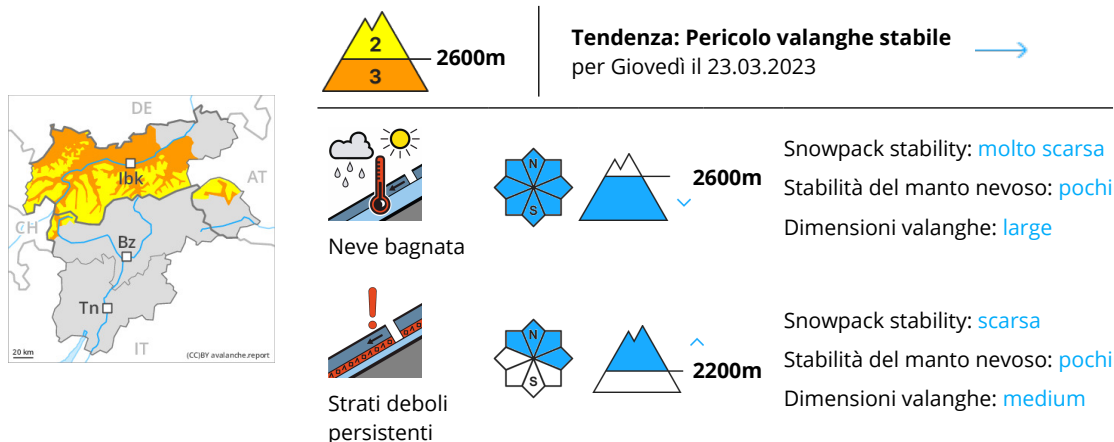 2
3
2600m
Tendenza: Pericolo valanghe stabile
per Giovedì il 23.03.2023
DE
AT
CH
IT
Ibk
Bz
Tn
20 km
(CC)BY avalanche.report
Neve bagnata
N
S
2600m
Snowpack stability: molto scarsa
Stabilità del manto nevoso: pochi
Dimensioni valanghe: large
Strati deboli
persistenti
N
S
2200m
Snowpack stability: scarsa
Stabilità del manto nevoso: pochi
Dimensioni valanghe: medium